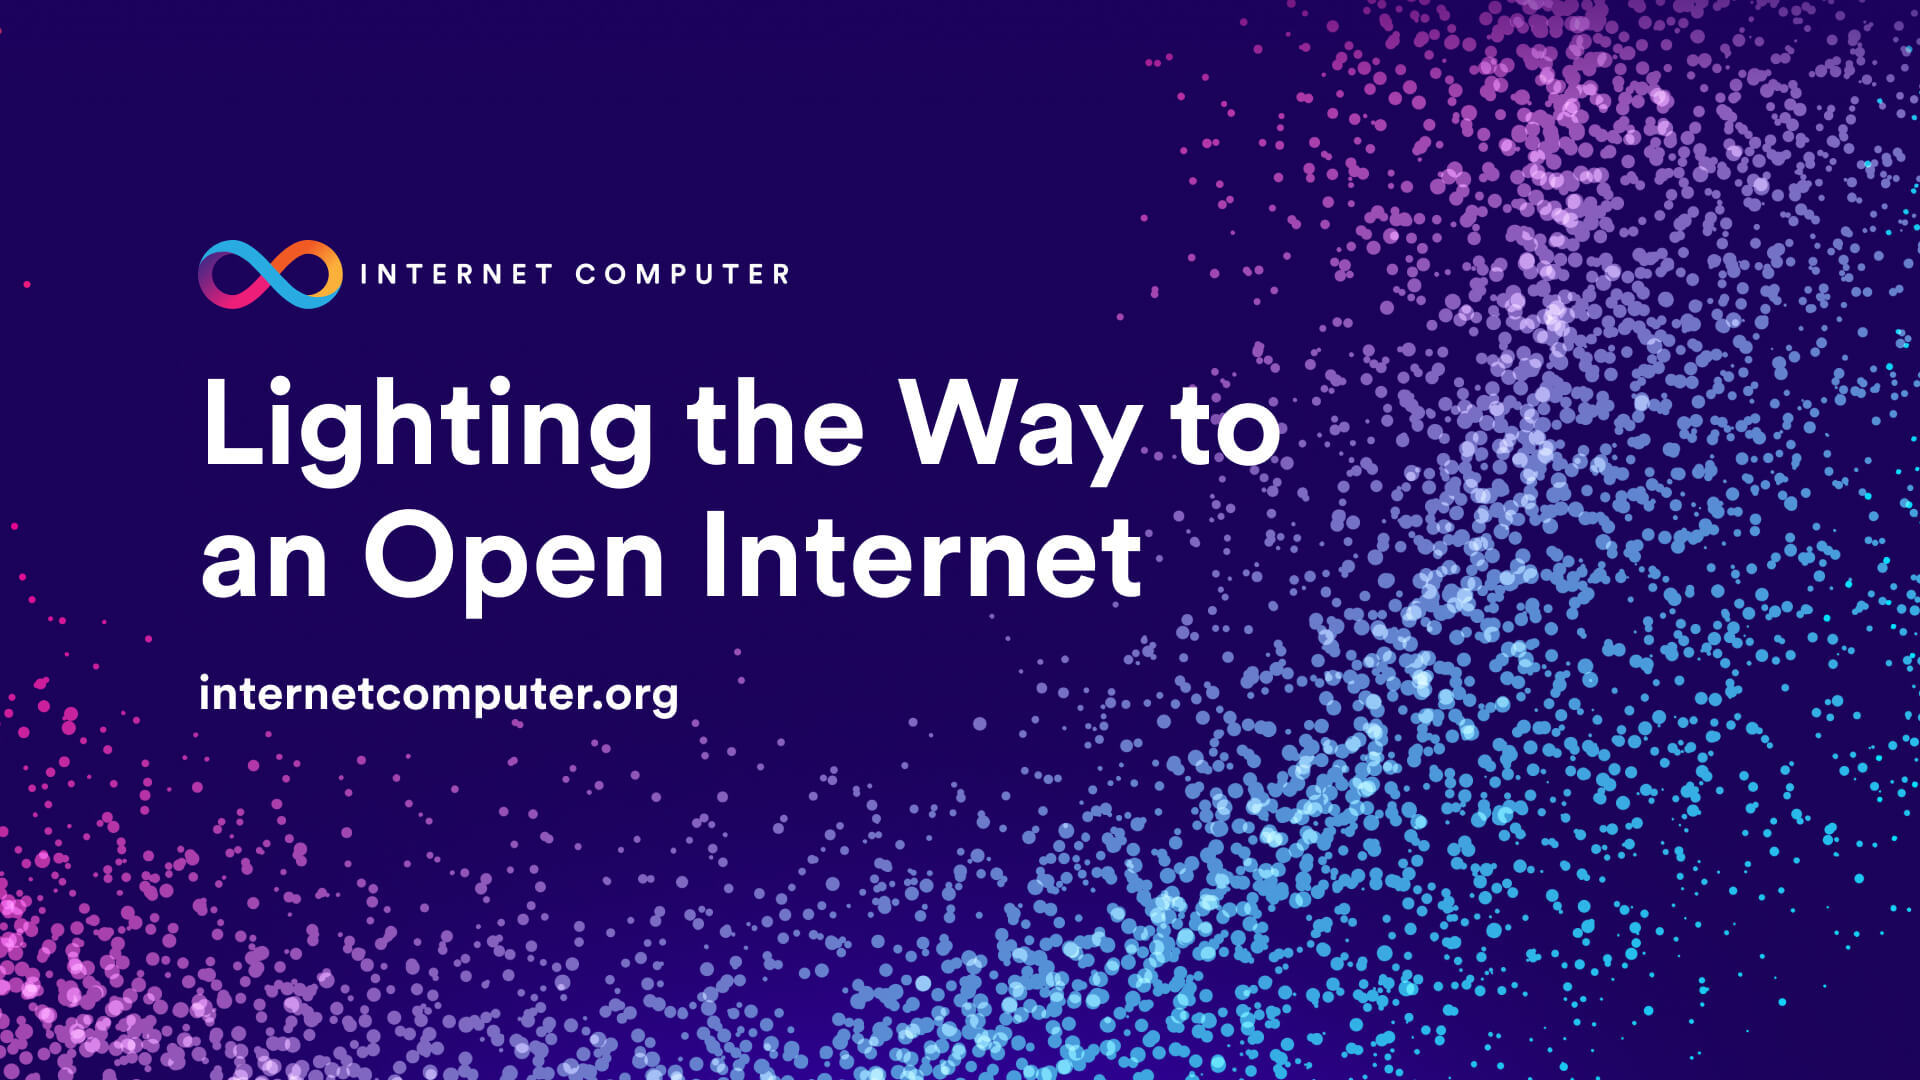 INTERNET COMPUTER
Lighting the Way to
an Open Internet
internetcomputer.org